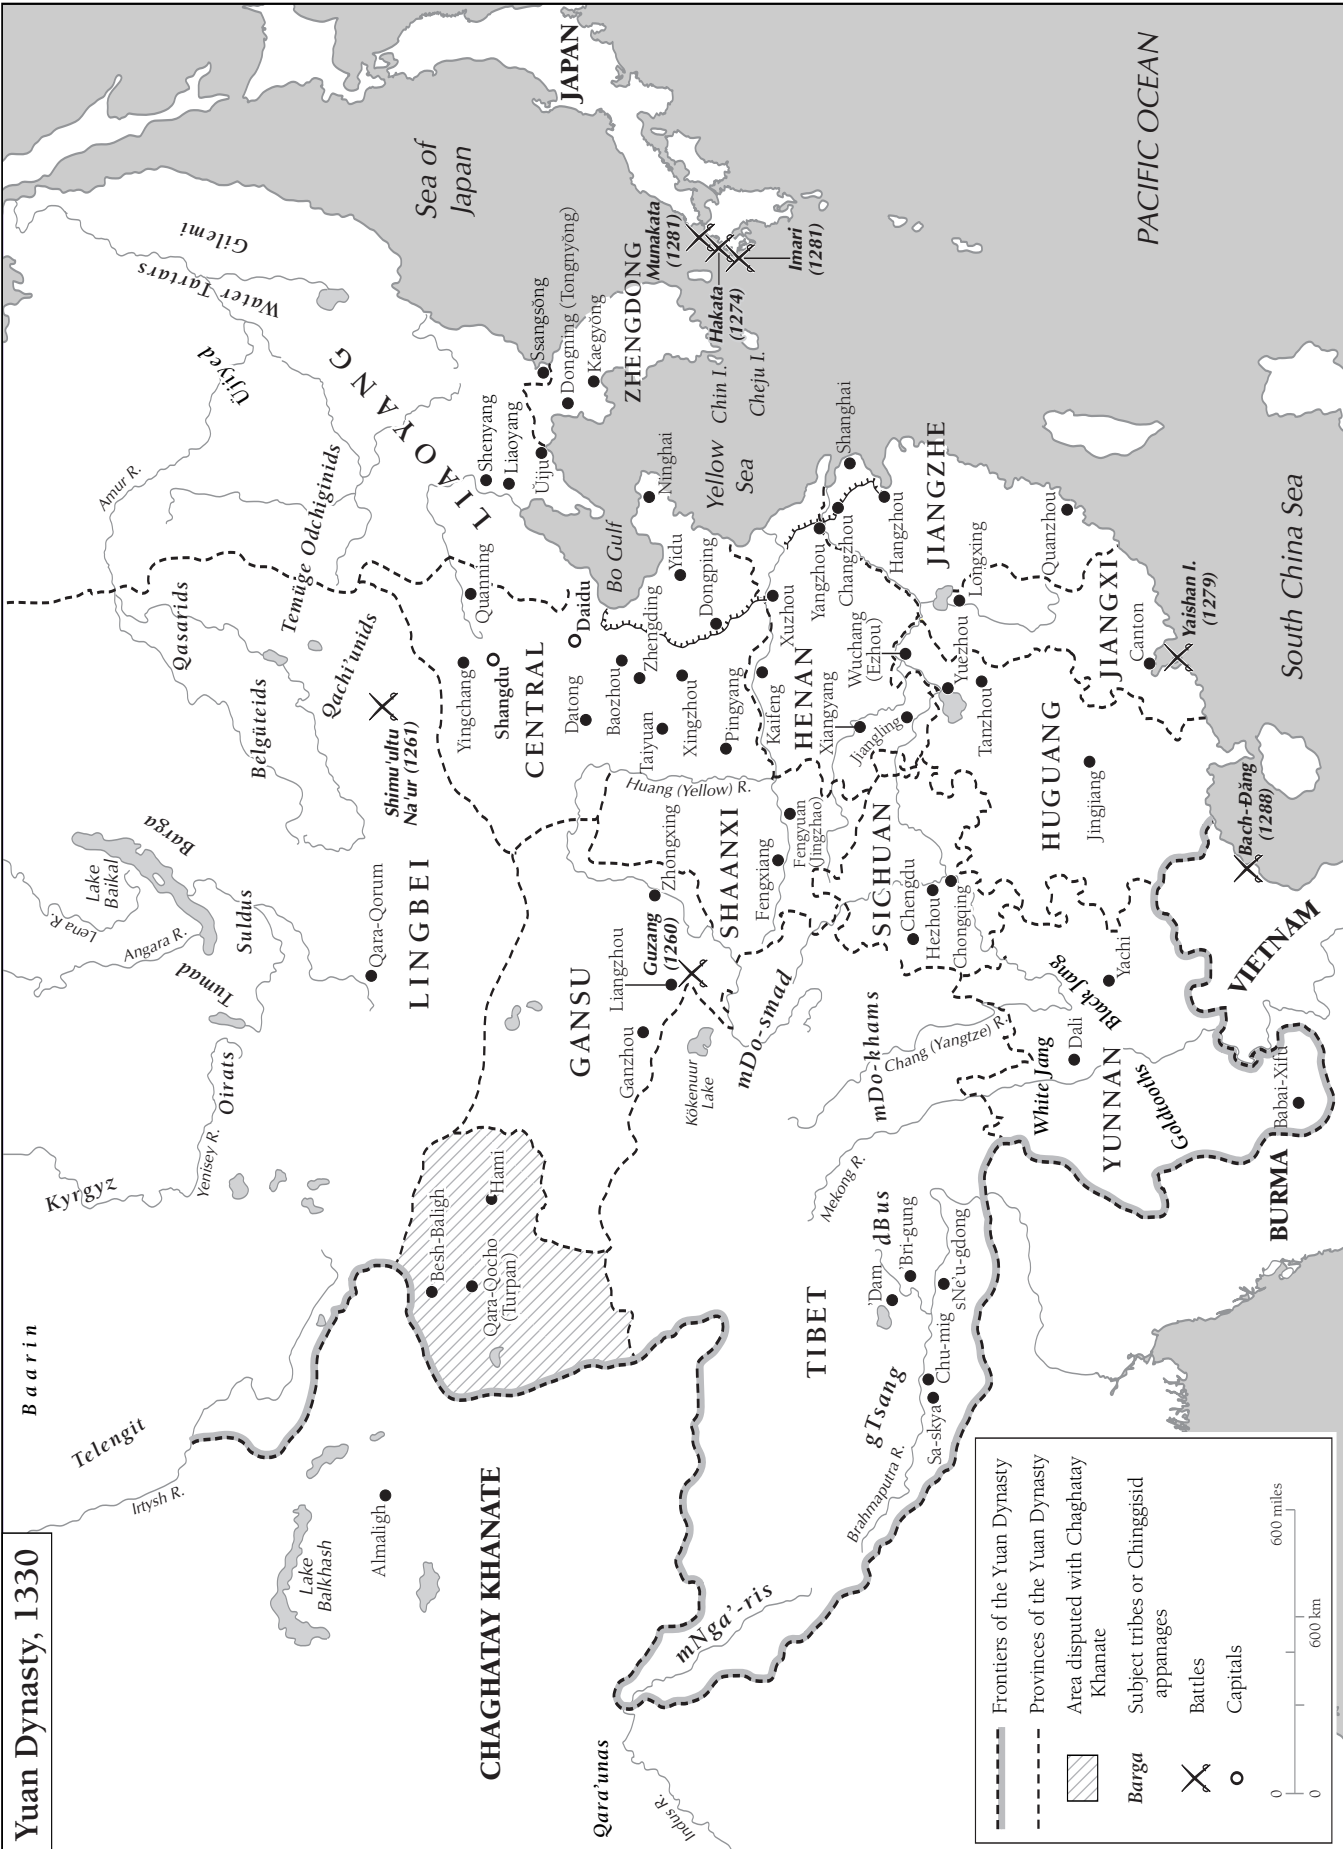 Yuan Dynasty, 1330
Baarin
Telengit
Irtysh R.
Kyrgyz
Yenisey R.
Oirats
Tumad
Angara R.
Lena R.
Lake
Baikal
Barga
Suldus
Belgüteids
Qasarids
Amur R.
Temüge Odchiginids
Qachi'unids
Üjiyed
Water Tartars
Gilemi
LIAOYANG
Sea of
Japan
JAPAN
PACIFIC OCEAN
Lake
Balkhash
Almaligh
CHAGHATAY KHANATE
Besh-Baligh
Qara-Qocho
(Turpan)
Hami
Qara-Qorum
LINGBEI
Shimu'ultu
Na'ur (1261)
Yingchang
Shangdu
CENTRAL
Quanning
Daidu
Shenyang
Liaoyang
Ŭiju
Ssangsŏng
Dongning (Tongnyŏng)
Kaegyŏng
ZHENGDONG
Munakata
(1281)
Hakata
(1274)
Imari
(1281)
Chin I.
Cheju I.
Yellow
Sea
Bo Gulf
Ninghai
Yidu
Dongping
Datong
Baozhou
Zhengding
Taiyuan
Xingzhou
Pingyang
Huang (Yellow) R.
GANSU
Ganzhou
Liangzhou
Guzang
(1260)
Zhongxing
SHAANXI
Fengxiang
Fengyuan
(Jingzhao)
Kökenuur
Lake
mDo-smad
Kaifeng
HENAN
Xuzhou
Yangzhou
Changzhou
Shanghai
Hangzhou
JIANGZHE
Xiangyang
Jiangling
Wuchang
(Ezhou)
Yuezhou
Tanzhou
Longxing
Quanzhou
JIANGXI
Canton
Yaishan I.
(1279)
South China Sea
SICHUAN
Chengdu
Hezhou
Chongqing
HUGUANG
Jingjiang
mDo-khams
Chang (Yangtze) R.
Mekong R.
TIBET
dBus
'Dam
'Bri-gung
sNe'u-gdong
gTsang
Chu-mig
Sa-skya
Brahmaputra R.
mNga'-ris
Qara'unas
Indus R.
White Jang
Black Jang
Yachi
Dali
YUNNAN
Goldtooths
BURMA
Babai-Xifu
VIETNAM
Bach-Đăng
(1288)
Frontiers of the Yuan Dynasty
Provinces of the Yuan Dynasty
Area disputed with Chaghatay
Khanate
Barga
Subject tribes or Chinggisid
appanages
Battles
Capitals
0
600 miles
0
600 km